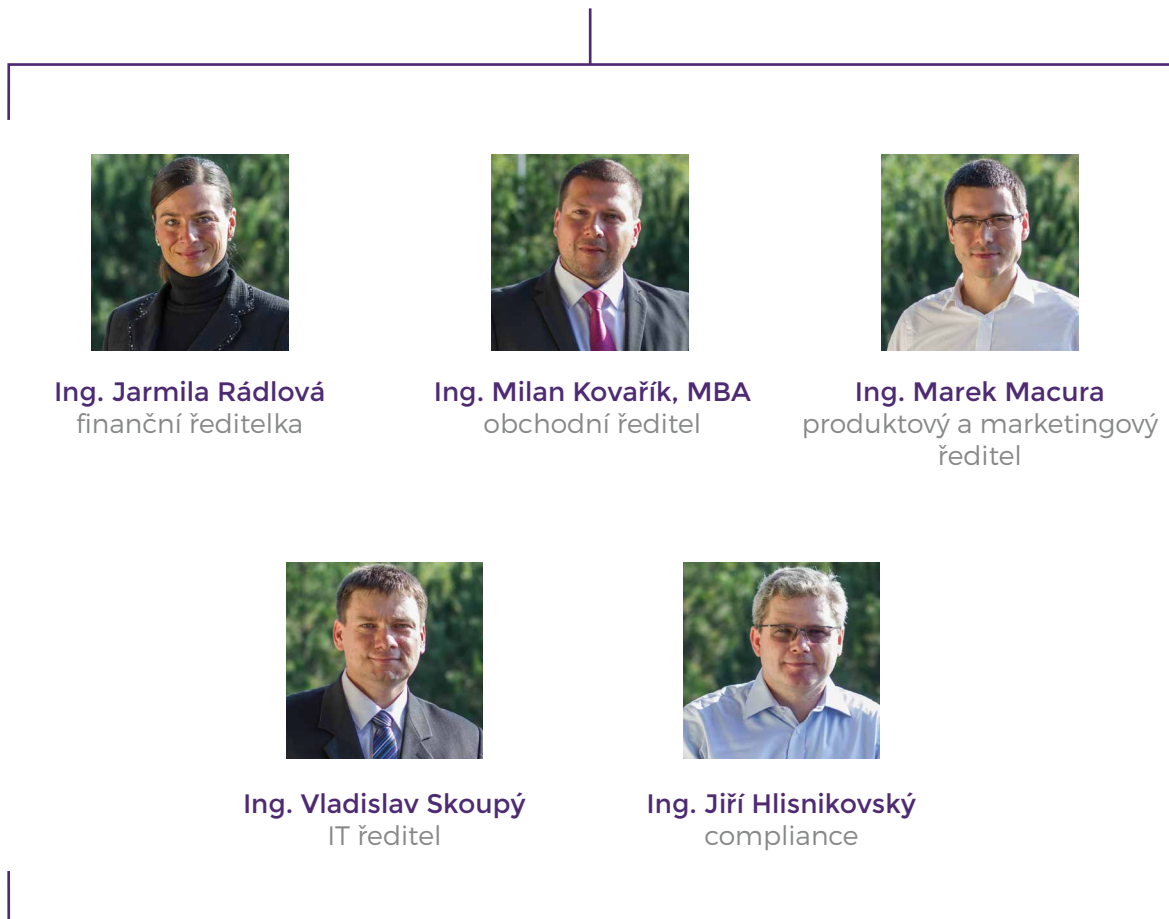 Ing. Jarmila Rádlová
finanční ředitelka
Ing. Milan Kovařík, MBA
obchodní ředitel
Ing. Marek Macura
produktový a marketingový
ředitel
Ing. Vladislav Skoupý
IT ředitel
Ing. Jiří Hlisnikovský
compliance